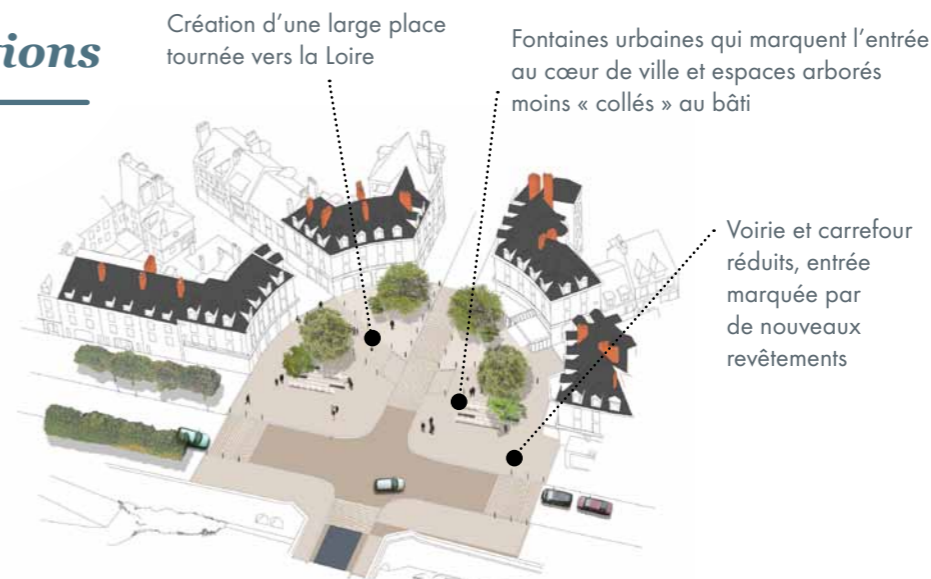 Création d’une large place
tournée vers la Loire
Fontaines urbaines qui marquent l’entrée
au cœur de ville et espaces arborés
moins « collés » au bâti
Voirie et carrefour
réduits, entrée
marquée par
de nouveaux
revêtements